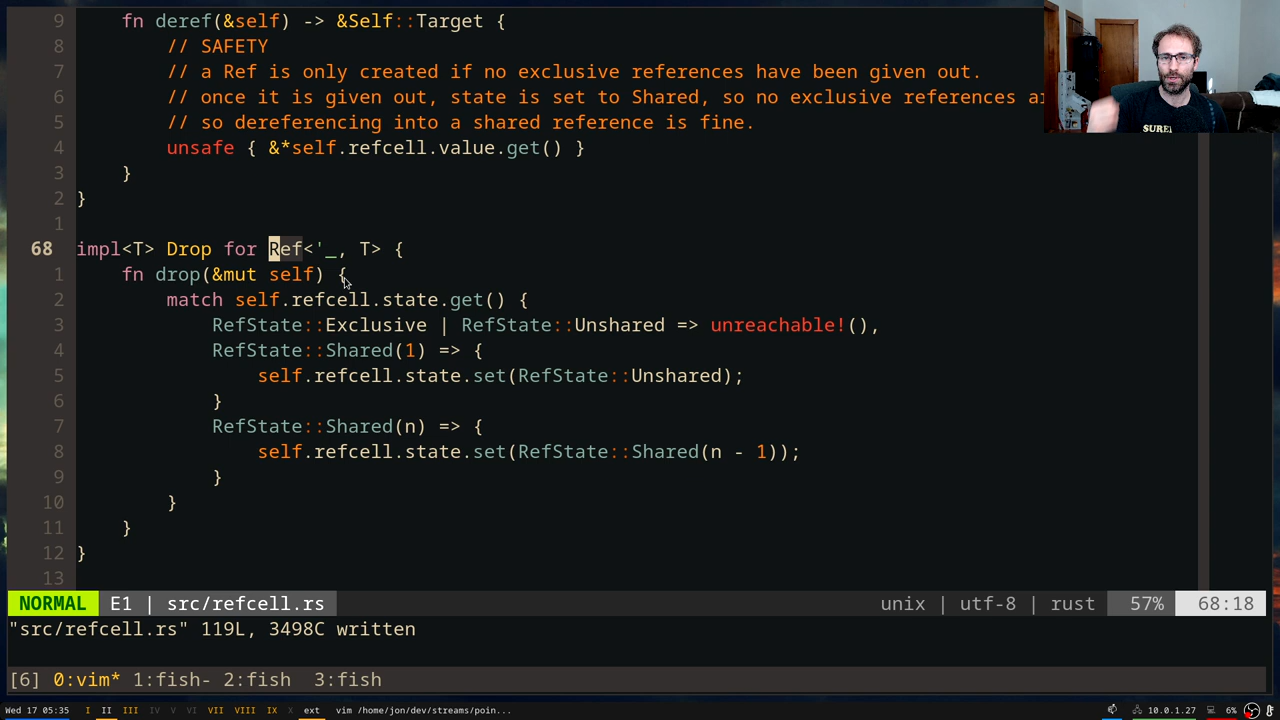 9 fn deref(&self) -> &Self::Target {
8 // SAFETY
7 // a Ref is only created if no exclusive references have been given out.
6 // once it is given out, state is set to Shared, so no exclusive references
5 // so dereferencing into a shared reference is fine.
4 unsafe { &*self.refcell.value.get() }
3 }
2 }
1
68 impl<T> Drop for Ref<'_, T> {
1 fn drop(&mut self) {
2 match self.refcell.state.get() {
3 RefState::Exclusive | RefState::Unshared => unreachable!(),
4 RefState::Shared(1) => {
5 self.refcell.state.set(RefState::Unshared);
6 }
7 RefState::Shared(n) => {
8 self.refcell.state.set(RefState::Shared(n - 1));
9 }
10 }
11 }
12 }
13
NORMAL E1 | src/refcell.rs unix | utf-8 | rust 57% 68:18
"src/refcell.rs" 119L, 3498C written
[6] 0:vim* 1:fish- 2:fish 3:fish
Wed 17 05:35 I II III IV V VI VII VIII IX X ext vim /home/jon/dev/streams/poin... 10.0.1.27 6%